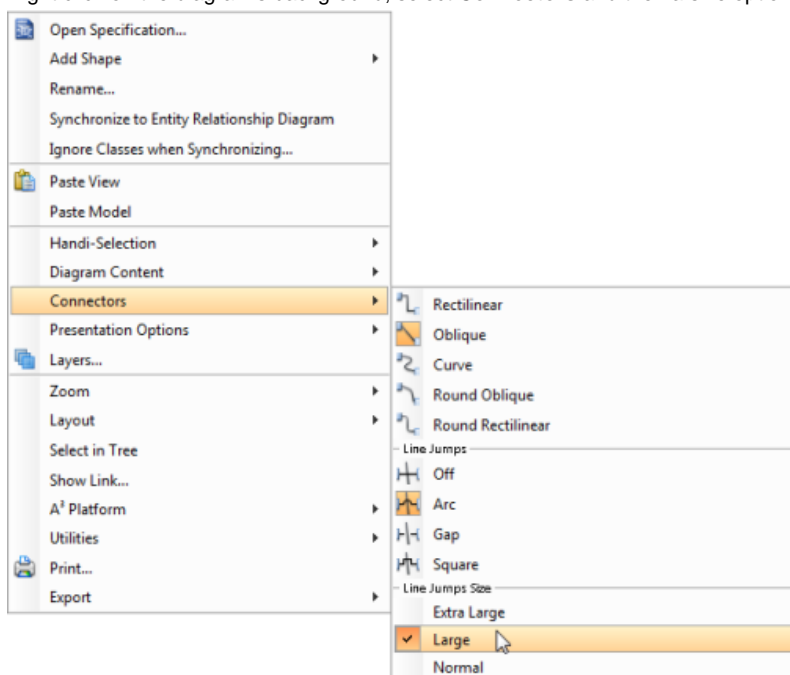 Open Specification...
Add Shape
Rename...
Synchronize to Entity Relationship Diagram
Ignore Classes when Synchronizing...
Paste View
Paste Model
Handi-Selection
Diagram Content
Connectors
Presentation Options
Layers...
Zoom
Layout
Select in Tree
Show Link...
A³ Platform
Utilities
Print...
Export
Rectilinear
Oblique
Curve
Round Oblique
Round Rectilinear
Line Jumps
Off
Arc
Gap
Square
Line Jumps Size
Extra Large
Large
Normal